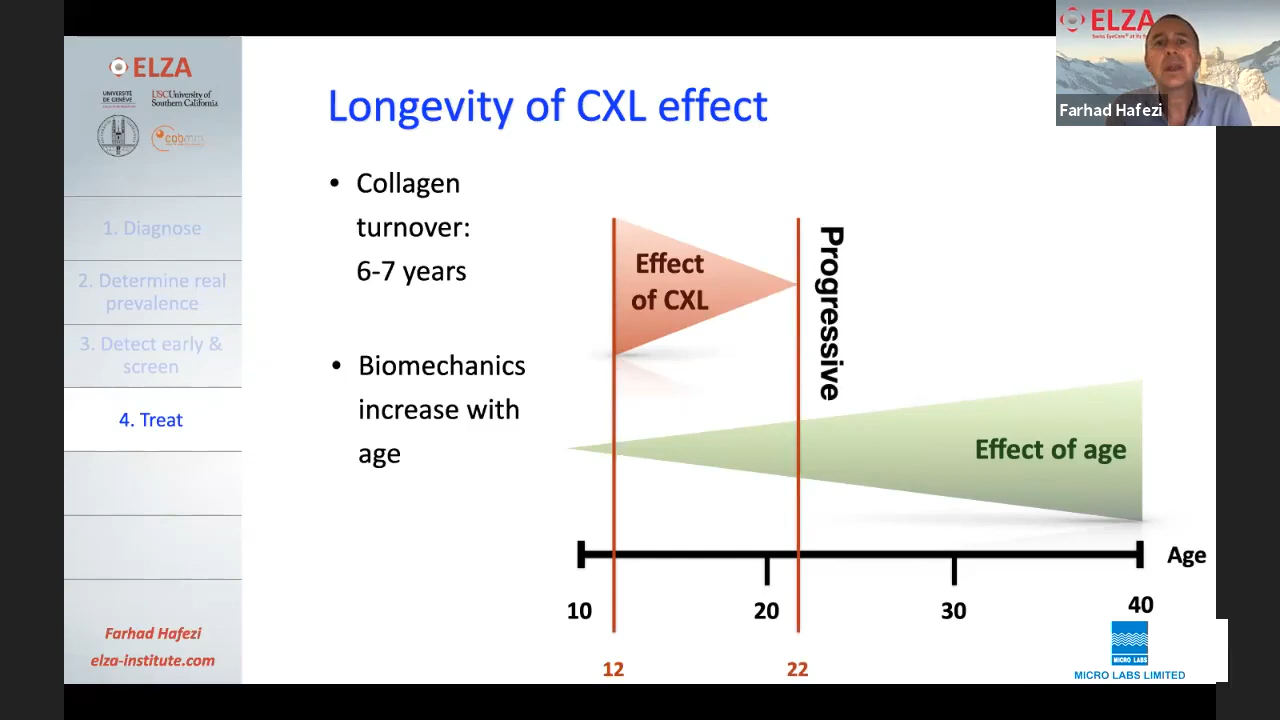 ELZA
UNIVERSITÉ
DE GENÈVE
USC University of
Southern California
cabmm
1. Diagnose
2. Determine real
prevalence
3. Detect early &
screen
4. Treat
Farhad Hafezi
elza-institute.com
Longevity of CXL effect
• Collagen
turnover:
6-7 years
• Biomechanics
increase with
age
Effect
of CXL
Progressive
Effect of age
Age
10
20
30
40
12
22
MICRO LABS
MICRO LABS LIMITED
ELZA
Farhad Hafezi